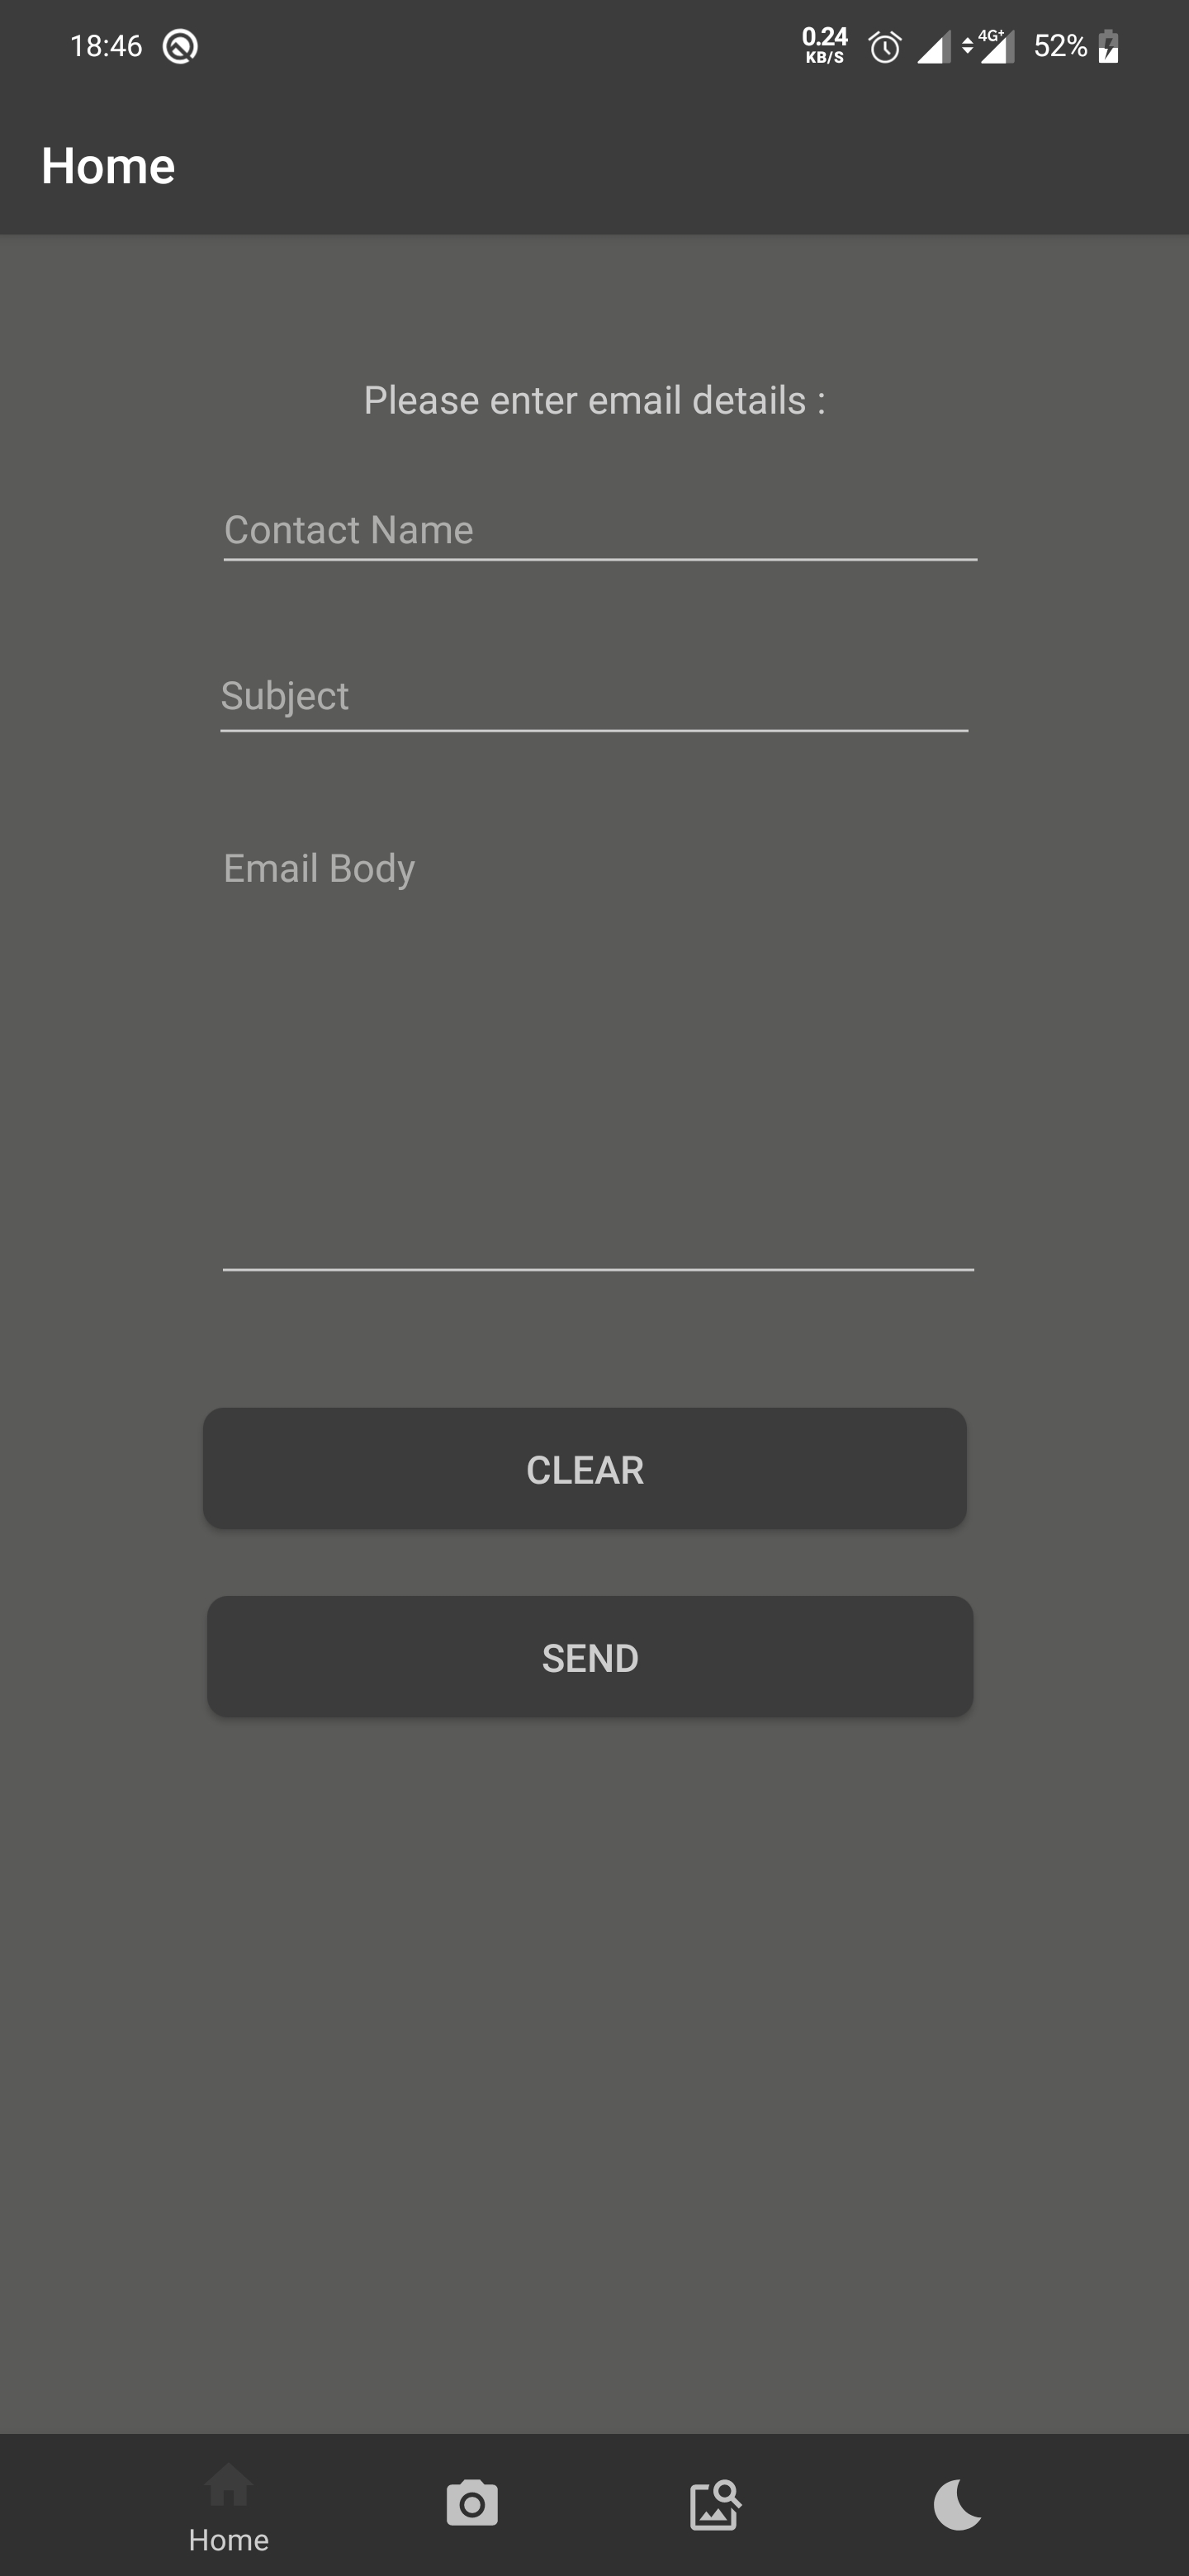 18:46
0.24
KB/S
4G+
52%
Home
Please enter email details :
Contact Name
Subject
Email Body
CLEAR
SEND
Home